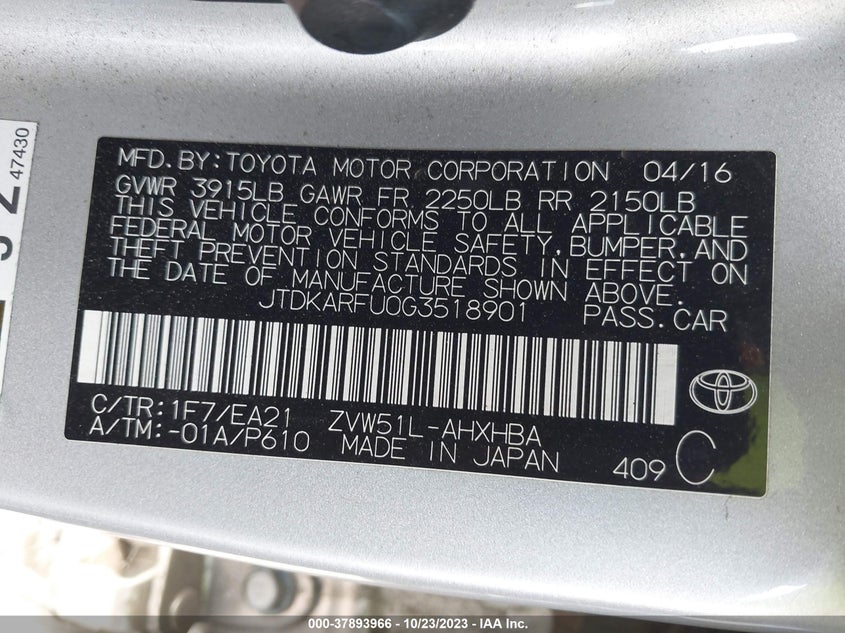 MFD.BY:TOYOTA MOTOR CORPORATION 04/16
GVWR 3915LB GAWR FR 2250LB RR 2150LB
THIS VEHICLE CONFORMS TO ALL APPLICABLE
FEDERAL MOTOR VEHICLE SAFETY,BUMPER,AND
THEFT PREVENTION STANDARDS IN EFFECT ON
THE DATE OF MANUFACTURE SHOWN ABOVE.
JTDKARFU0G3518901 PASS.CAR
C/TR:1F7/EA21 ZVW51L-AHXHBA
A/TM:-01A/P610 MADE IN JAPAN
409 C
47430
000-37893966 - 10/23/2023 - © IAA, Inc.